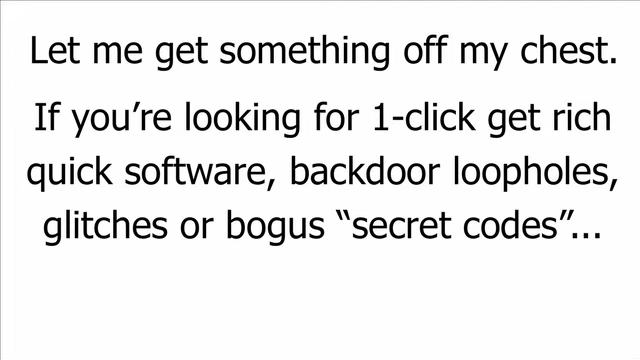 Let me get something off my chest.
If you’re looking for 1-click get rich
quick software, backdoor loopholes,
glitches or bogus “secret codes”...